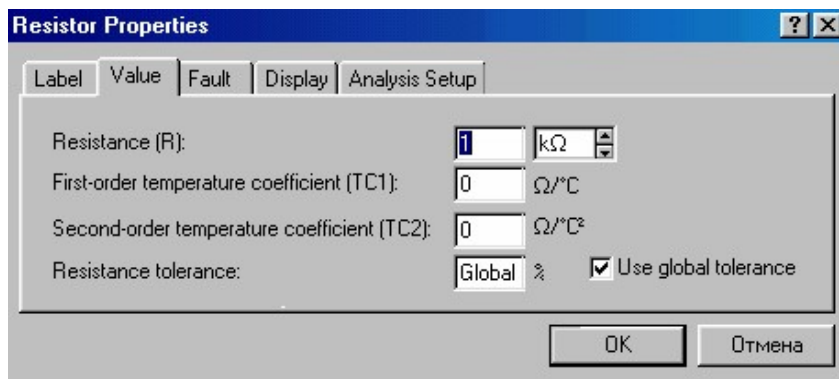 Resistor Properties
Label Value Fault Display Analysis Setup
Resistance (R): 1 kΩ
First-order temperature coefficient (TC1): 0 Ω/°C
Second-order temperature coefficient (TC2): 0 Ω/°C²
Resistance tolerance: Global % Use global tolerance
OK Отмена